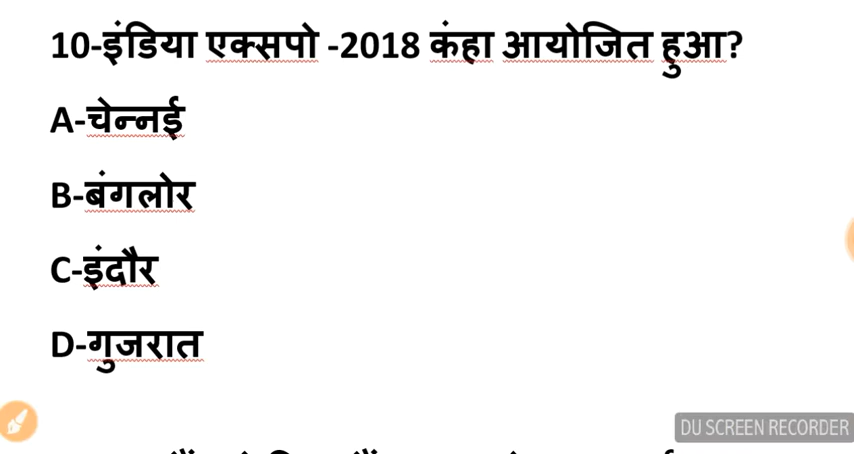 10-इंडिया एक्सपो -2018 कंहा आयोजित हुआ?
A-चेन्नई
B-बंगलोर
C-इंदौर
D-गुजरात
DU SCREEN RECORDER